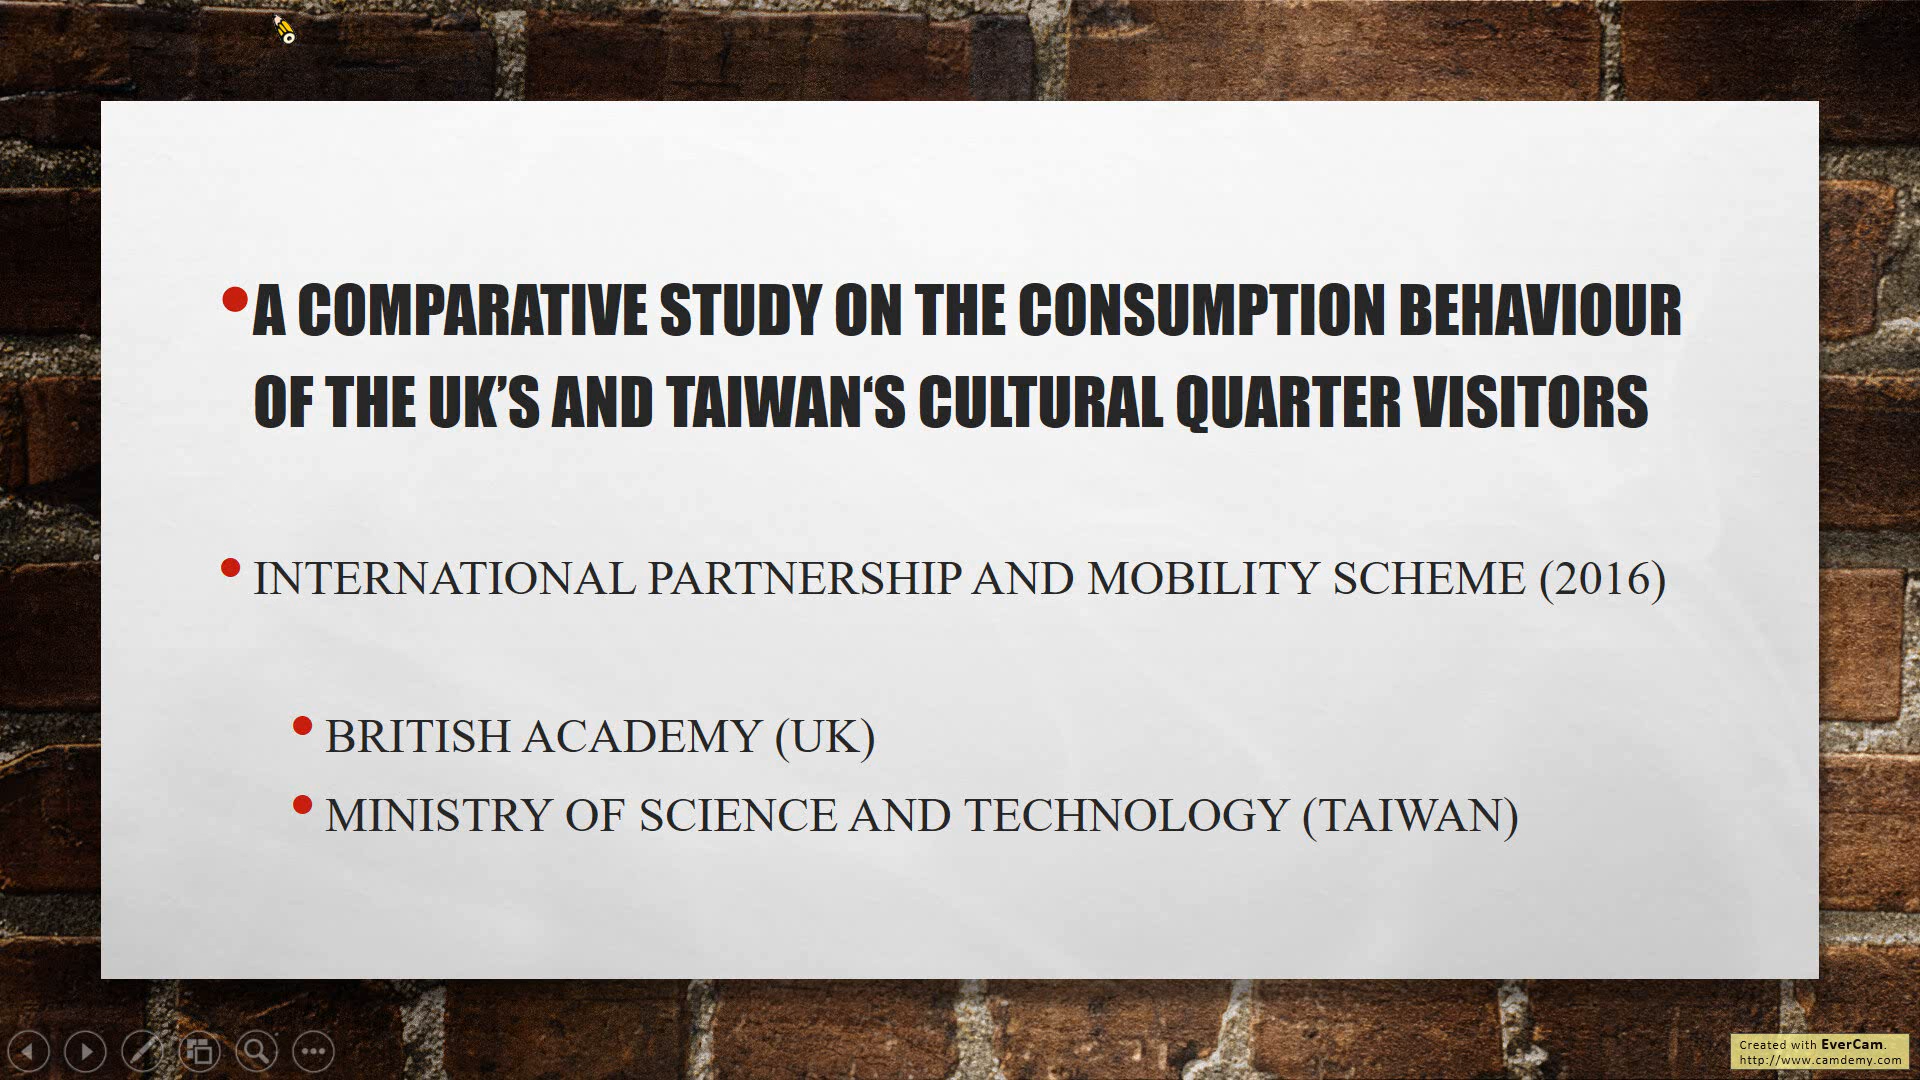 A COMPARATIVE STUDY ON THE CONSUMPTION BEHAVIOUR
OF THE UK’S AND TAIWAN‘S CULTURAL QUARTER VISITORS
INTERNATIONAL PARTNERSHIP AND MOBILITY SCHEME (2016)
BRITISH ACADEMY (UK)
MINISTRY OF SCIENCE AND TECHNOLOGY (TAIWAN)
Created with EverCam.
http://www.camdemy.com